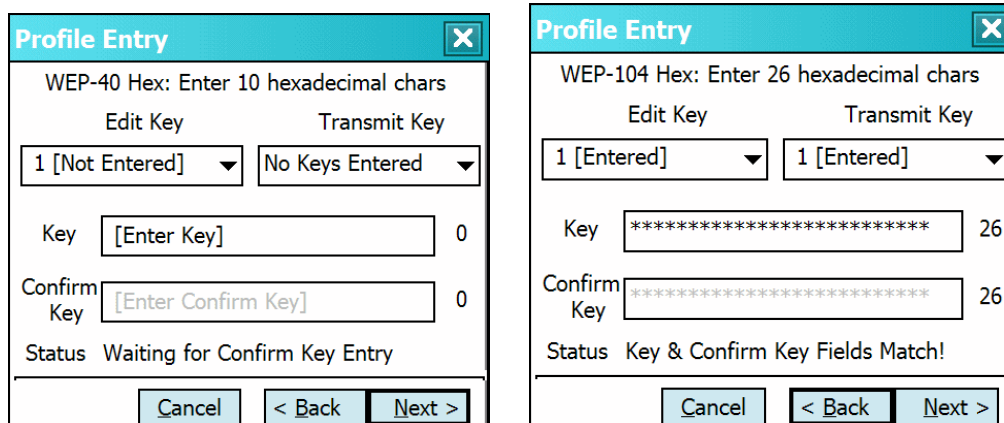 Profile Entry
WEP-40 Hex: Enter 10 hexadecimal chars
Edit Key Transmit Key
1 [Not Entered] No Keys Entered
Key [Enter Key] 0
Confirm Key [Enter Confirm Key] 0
Status Waiting for Confirm Key Entry
Cancel < Back Next >
Profile Entry
WEP-104 Hex: Enter 26 hexadecimal chars
Edit Key Transmit Key
1 [Entered] 1 [Entered]
Key ************************** 26
Confirm Key ************************** 26
Status Key & Confirm Key Fields Match!
Cancel < Back Next >